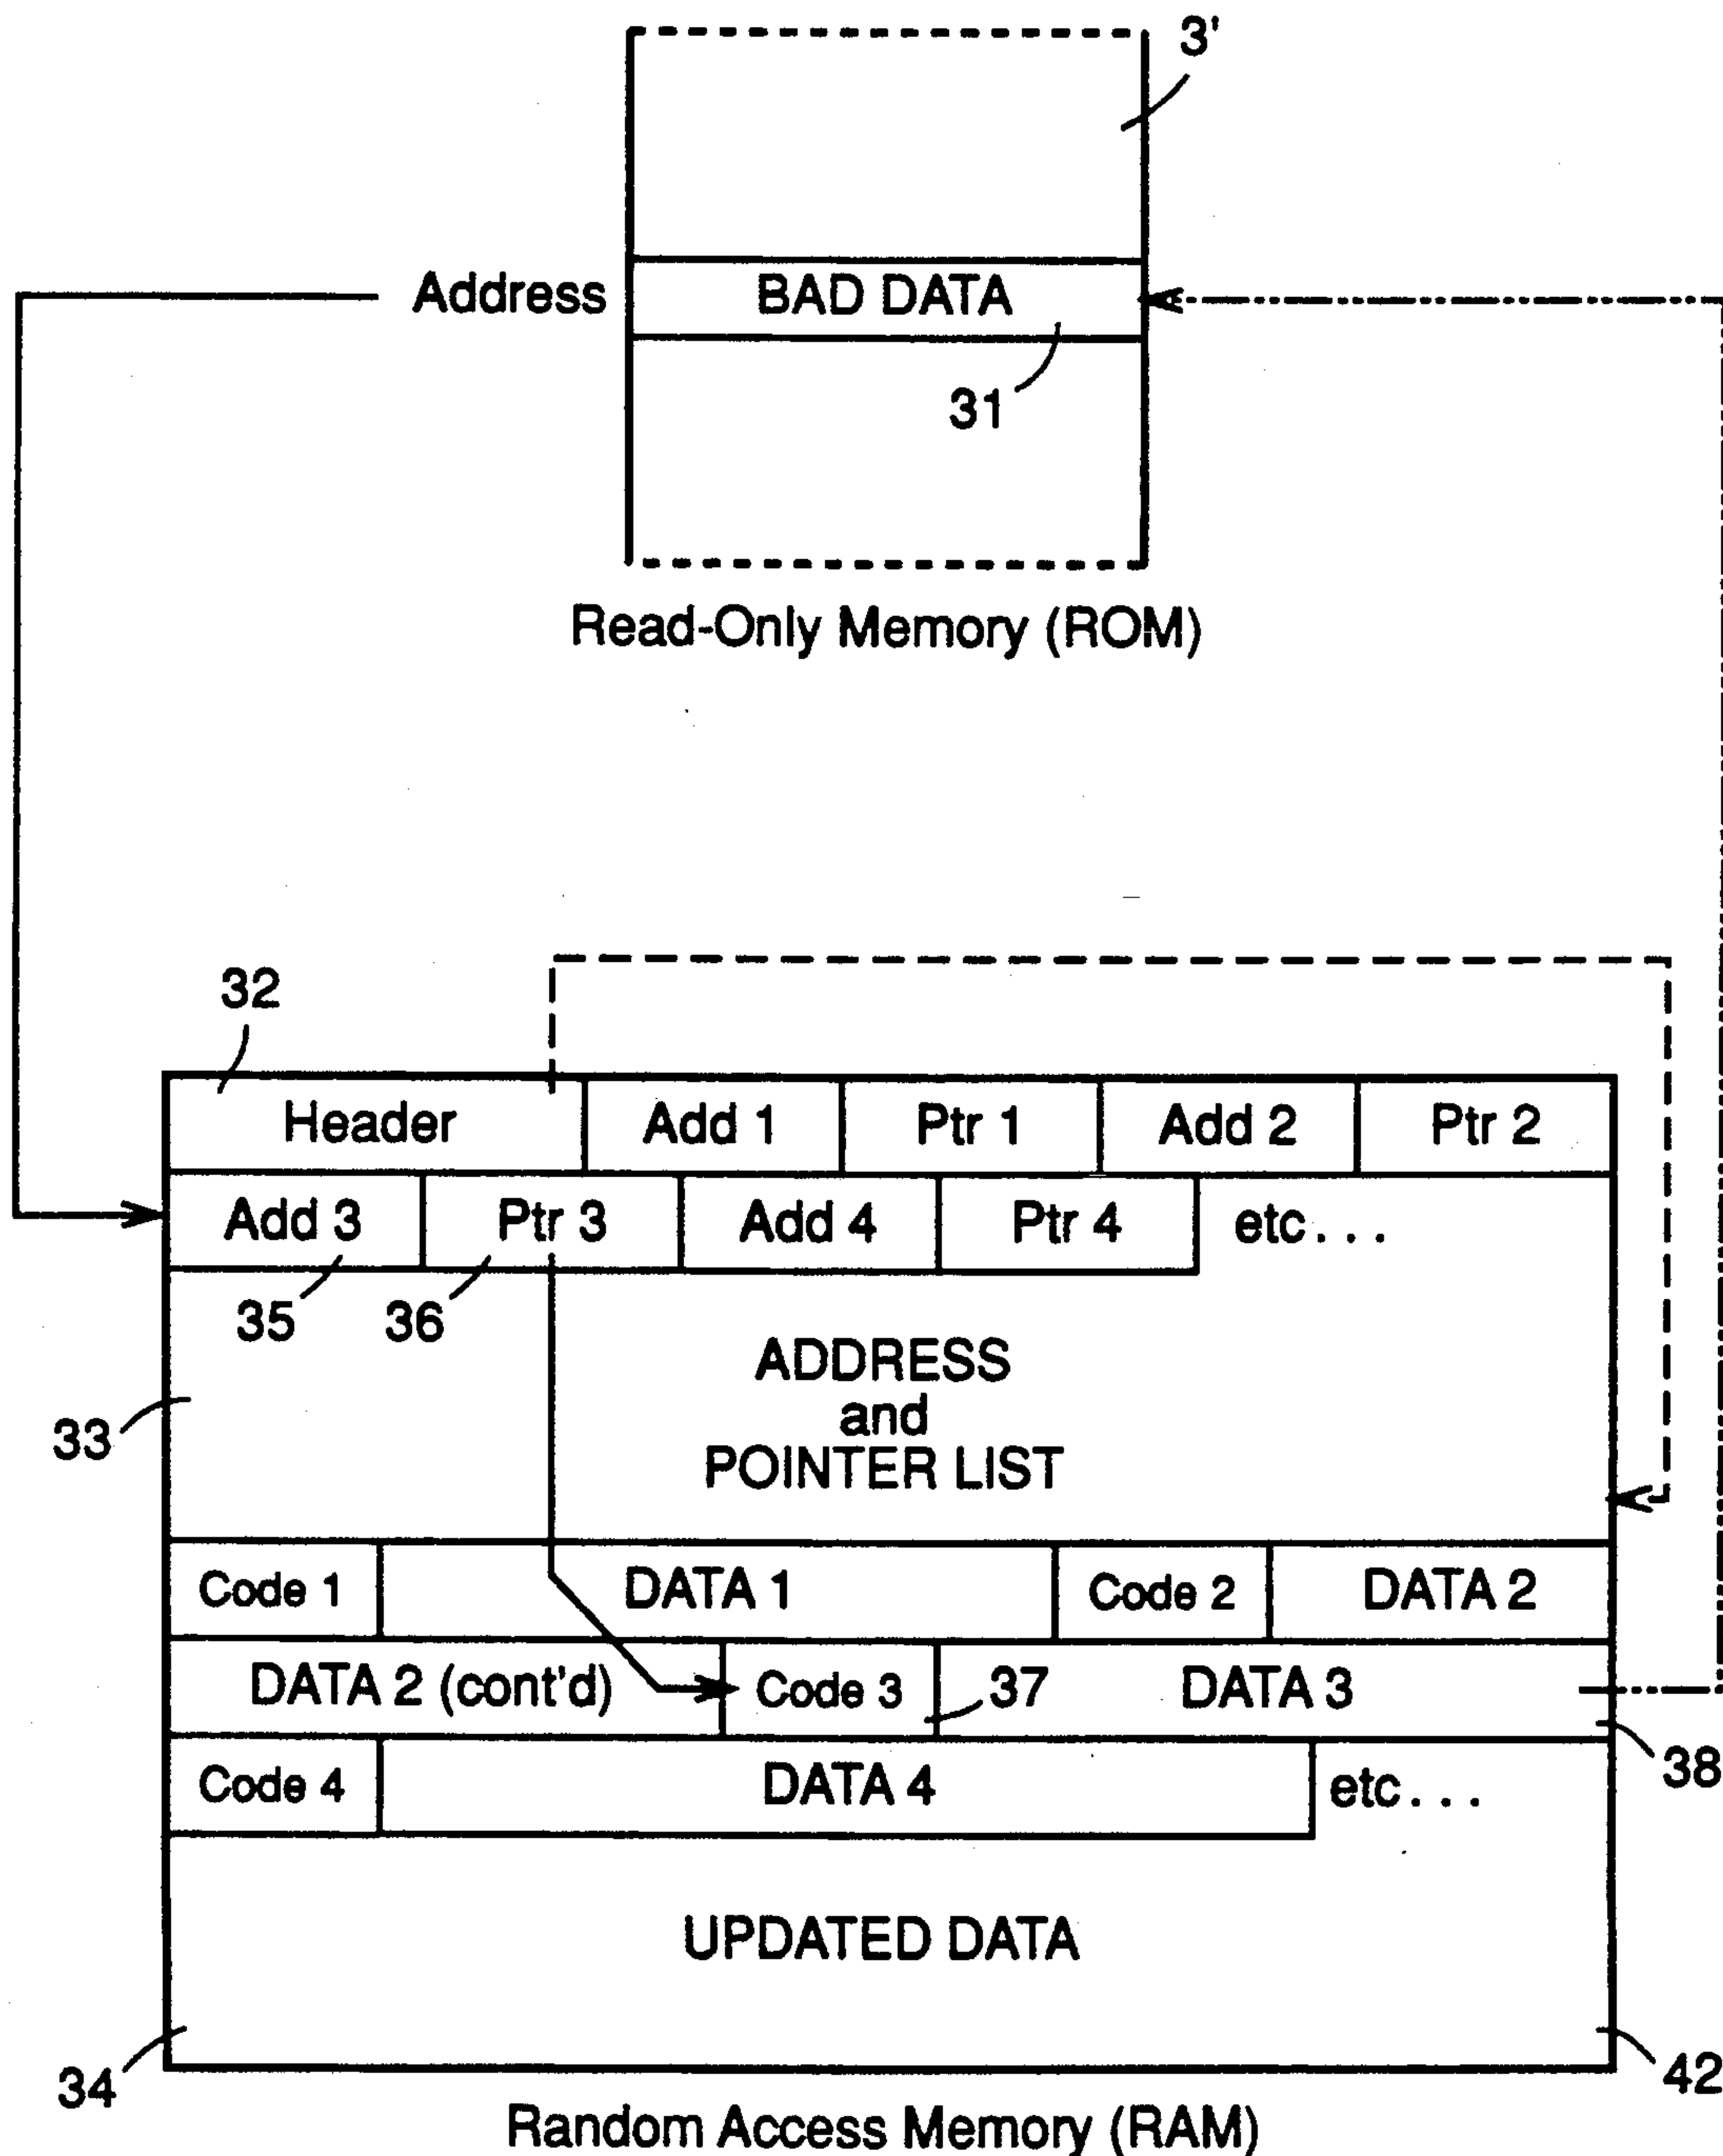 3'
Address BAD DATA
31
Read-Only Memory (ROM)
32
Header Add 1 Ptr 1 Add 2 Ptr 2
Add 3 Ptr 3 Add 4 Ptr 4 etc...
35 36
ADDRESS
and
POINTER LIST
33
Code 1 DATA 1 Code 2 DATA 2
DATA 2 (cont'd) Code 3 37 DATA 3
38
Code 4 DATA 4 etc...
UPDATED DATA
34 42
Random Access Memory (RAM)